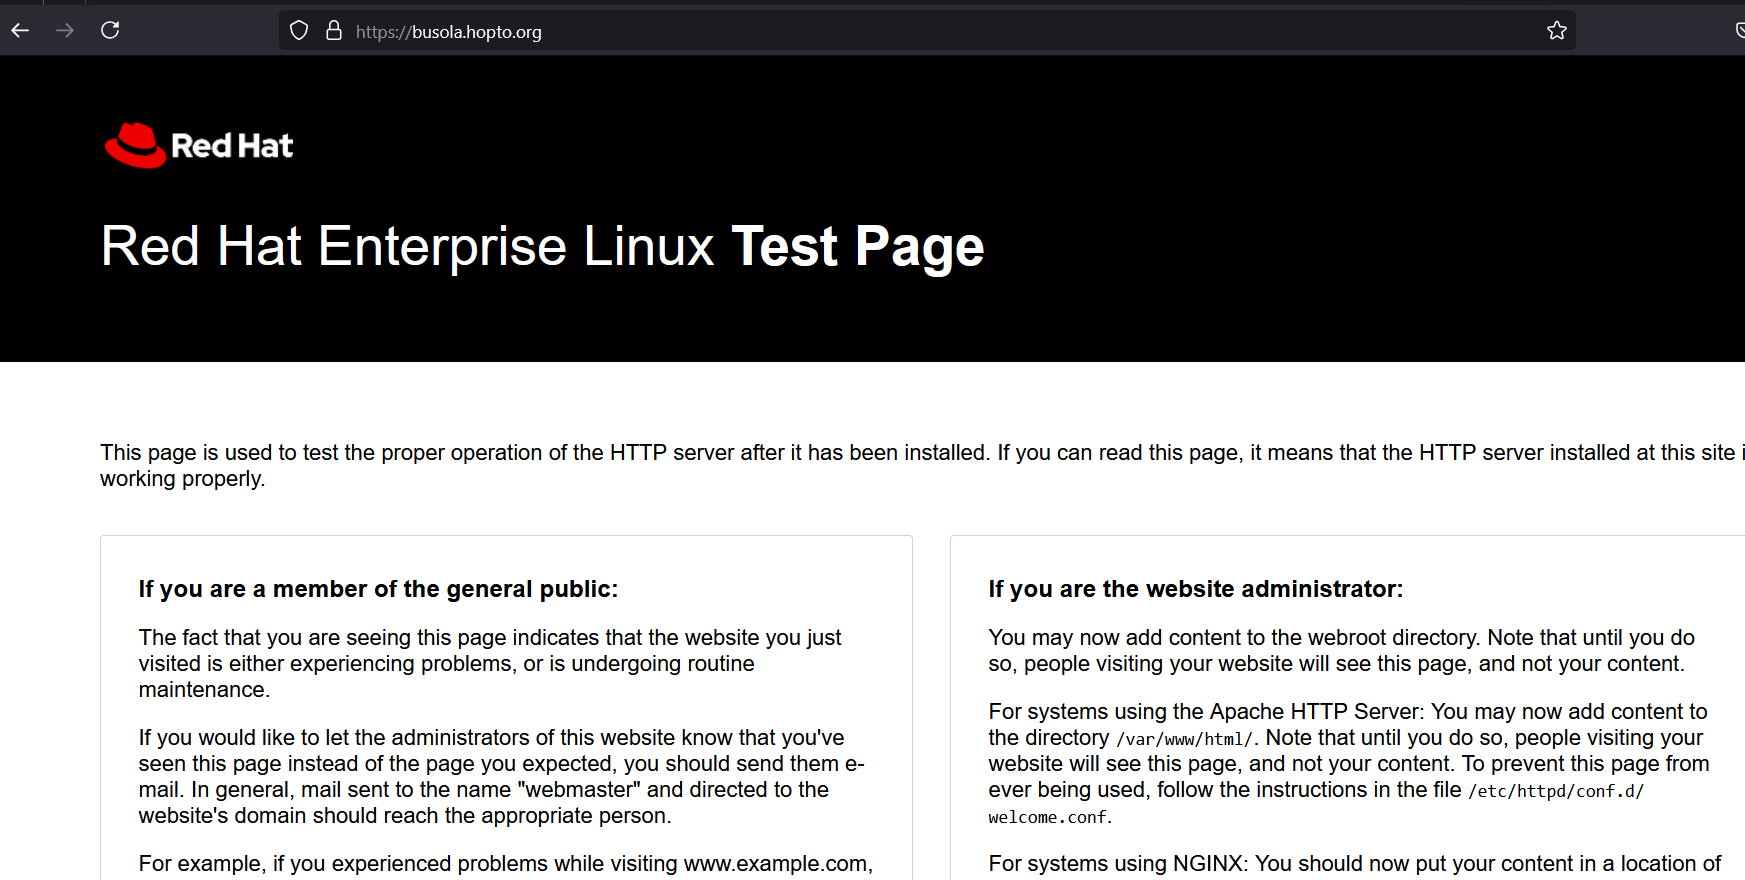 https://busola.hopto.org
Red Hat
Red Hat Enterprise Linux Test Page
This page is used to test the proper operation of the HTTP server after it has been installed. If you can read this page, it means that the HTTP server installed at this site
working properly.
If you are a member of the general public:
The fact that you are seeing this page indicates that the website you just
visited is either experiencing problems, or is undergoing routine
maintenance.
If you would like to let the administrators of this website know that you've
seen this page instead of the page you expected, you should send them e-
mail. In general, mail sent to the name "webmaster" and directed to the
website's domain should reach the appropriate person.
For example, if you experienced problems while visiting www.example.com,
If you are the website administrator:
You may now add content to the webroot directory. Note that until you do
so, people visiting your website will see this page, and not your content.
For systems using the Apache HTTP Server: You may now add content to
the directory /var/www/html/. Note that until you do so, people visiting your
website will see this page, and not your content. To prevent this page from
ever being used, follow the instructions in the file /etc/httpd/conf.d/
welcome.conf.
For systems using NGINX: You should now put your content in a location of